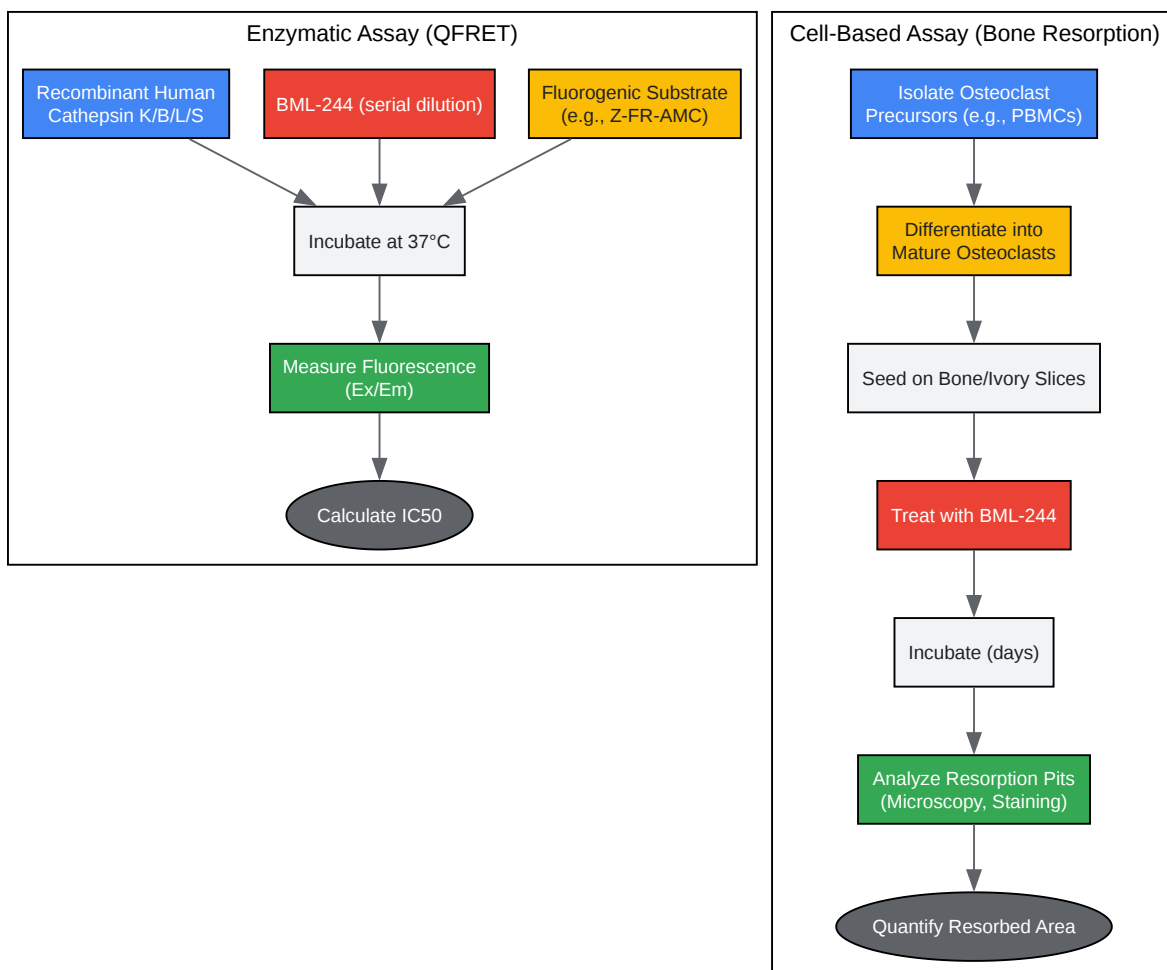 Enzymatic Assay (QFRET)
Recombinant Human
Cathepsin K/B/L/S
BML-244 (serial dilution)
Fluorogenic Substrate
(e.g., Z-FR-AMC)
Incubate at 37°C
Measure Fluorescence
(Ex/Em)
Calculate IC50
Cell-Based Assay (Bone Resorption)
Isolate Osteoclast
Precursors (e.g., PBMCs)
Differentiate into
Mature Osteoclasts
Seed on Bone/Ivory Slices
Treat with BML-244
Incubate (days)
Analyze Resorption Pits
(Microscopy, Staining)
Quantify Resorbed Area